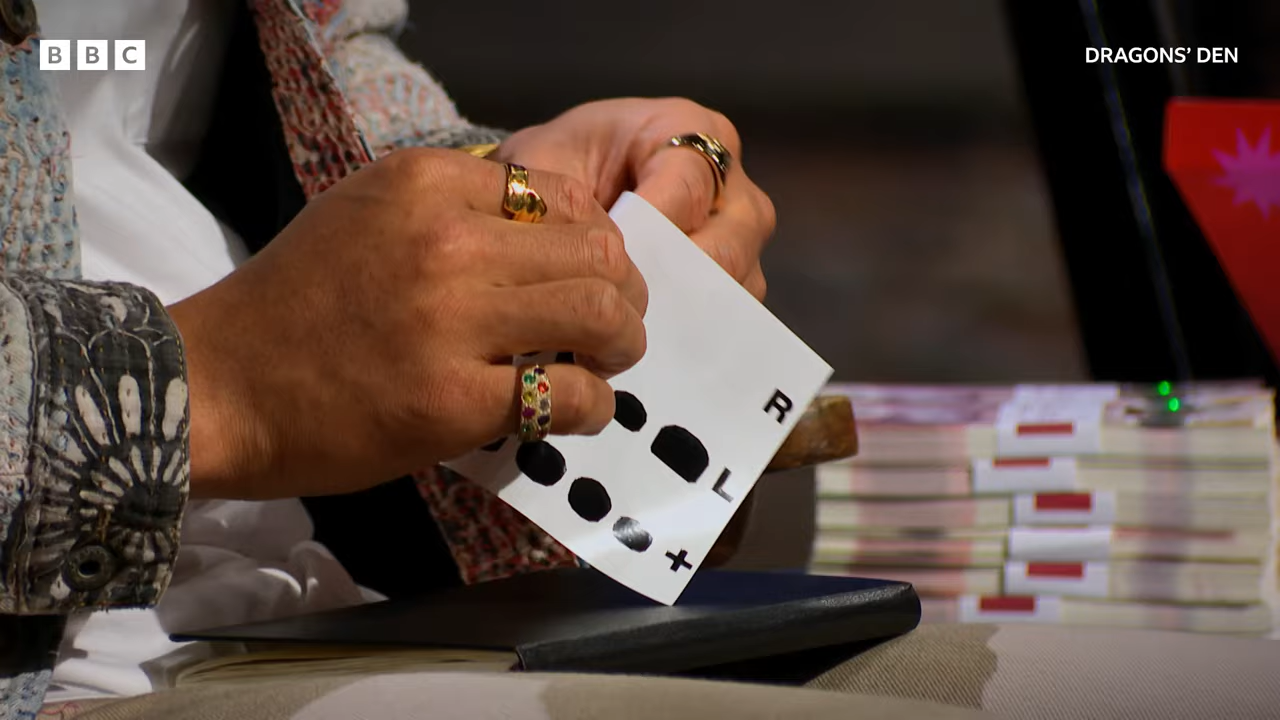 BBC
DRAGONS' DEN
R
L
+